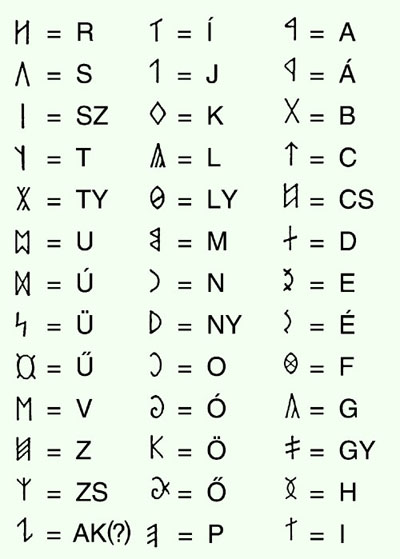 𐲢 = R 𐲑 = Í 𐲀 = A
𐲤 = S 𐲒 = J 𐲁 = Á
𐲥 = SZ 𐲓 = K 𐲂 = B
𐲦 = T 𐲖 = L 𐲄 = C
𐲨 = TY 𐲗 = LY 𐲆 = CS
𐲪 = U 𐲘 = M 𐲇 = D
𐲫 = Ú 𐲙 = N 𐲉 = E
𐲬 = Ü 𐲚 = NY 𐲋 = É
𐲭 = Ű 𐲛 = O 𐲌 = F
𐲮 = V 𐲜 = Ó 𐲍 = G
𐲯 = Z 𐲝 = Ö 𐲎 = GY
𐲰 = ZS 𐲟 = Ő 𐲏 = H
𐲔 = AK(?) 𐲠 = P 𐲐 = I